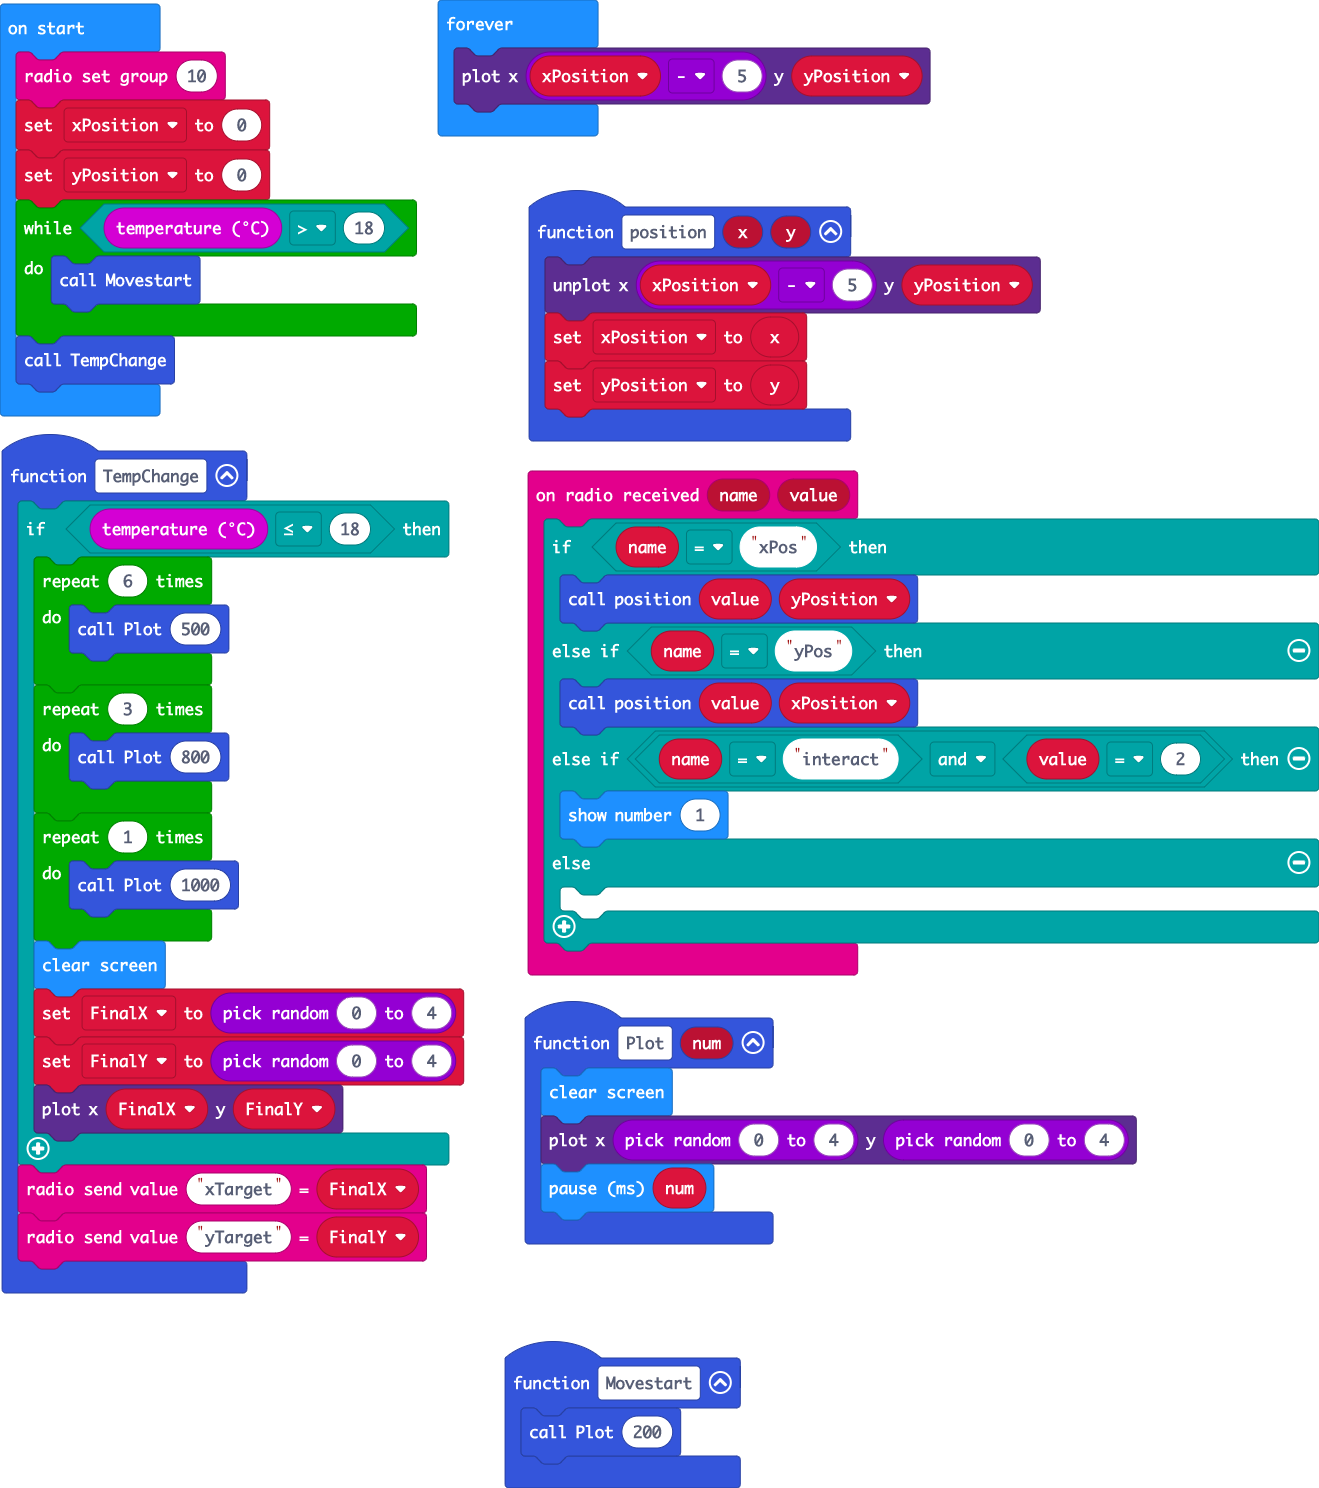 on start
radio set group 10
set xPosition to 0
set yPosition to 0
while temperature (°C) > 18
do call Movestart
call TempChange
forever
plot x xPosition - 5 y yPosition
function position x y
unplot x xPosition - 5 y yPosition
set xPosition to x
set yPosition to y
function TempChange
if temperature (°C) ≤ 18 then
repeat 6 times
do call Plot 500
repeat 3 times
do call Plot 800
repeat 1 times
do call Plot 1000
clear screen
set FinalX to pick random 0 to 4
set FinalY to pick random 0 to 4
plot x FinalX y FinalY
radio send value "xTarget" = FinalX
radio send value "yTarget" = FinalY
on radio received name value
if name = "xPos" then
call position value yPosition
else if name = "yPos" then
call position value xPosition
else if name = "interact" and value = 2 then
show number 1
else
function Plot num
clear screen
plot x pick random 0 to 4 y pick random 0 to 4
pause (ms) num
function Movestart
call Plot 200